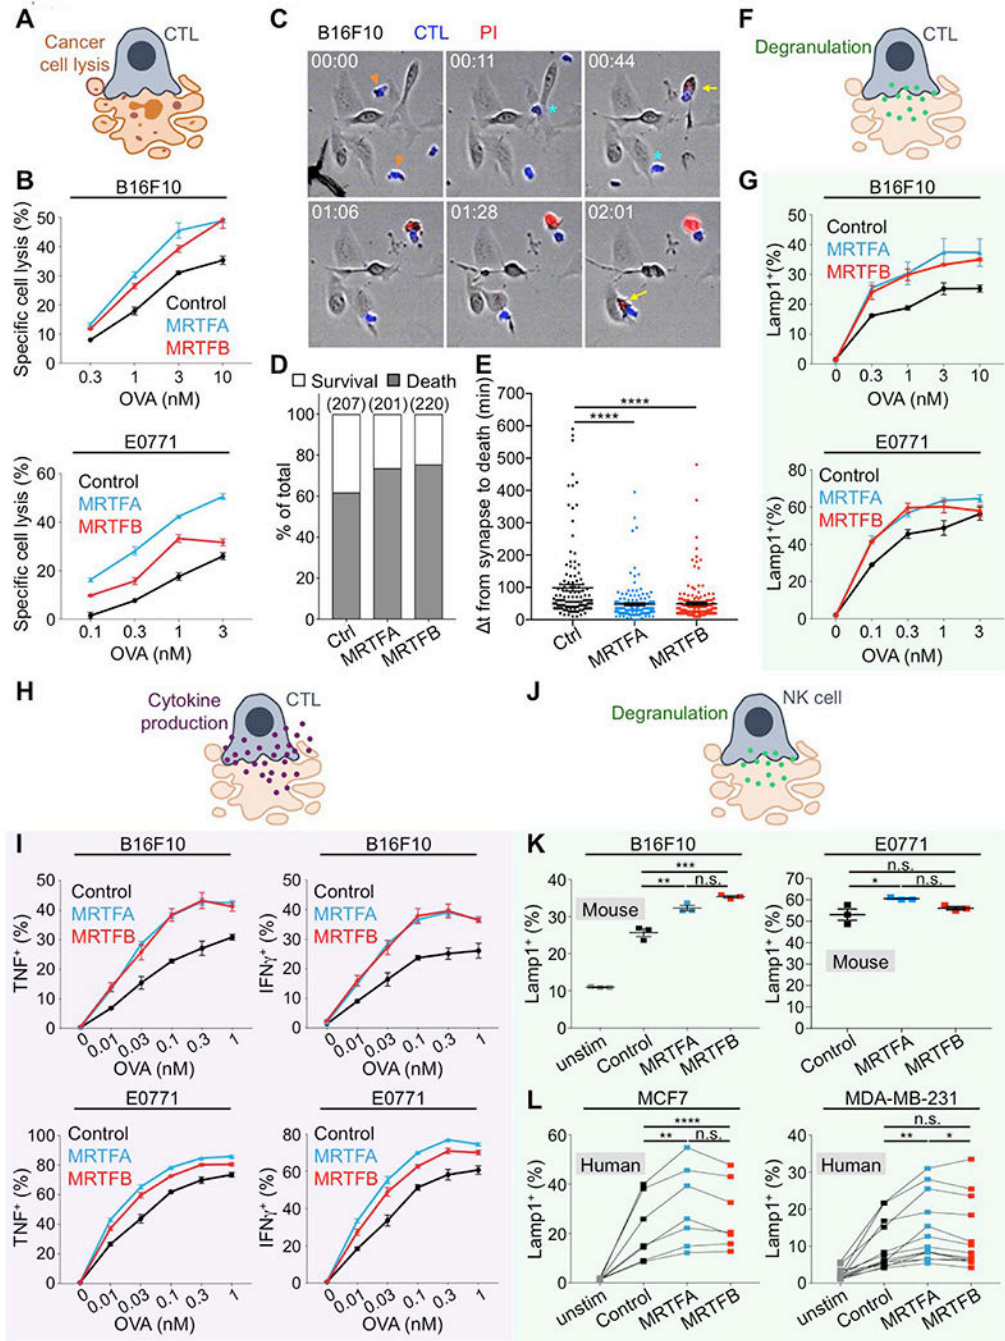 A
Cancer
cell lysis
CTL
B
B16F10
Specific cell lysis (%)
50
40
30
20
10
0
Control
MRTFA
MRTFB
0.3
1
3
10
OVA (nM)
E0771
Specific cell lysis (%)
60
40
20
0
Control
MRTFA
MRTFB
0.1
0.3
1
3
OVA (nM)
C
B16F10 CTL PI
00:00
00:11
00:44
*
*
01:06
01:28
02:01
D
Survival Death
(207) (201) (220)
% of total
100
80
60
40
20
0
Ctrl
MRTFA
MRTFB
E
Δt from synapse to death (min)
700
600
500
400
300
200
100
0
****
****
Ctrl
MRTFA
MRTFB
F
Degranulation
CTL
G
B16F10
Lamp1+(%)
50
40
30
20
10
0
Control
MRTFA
MRTFB
0
0.3
1
3
10
OVA (nM)
E0771
Lamp1+(%)
80
60
40
20
0
Control
MRTFA
MRTFB
0
0.1
0.3
1
3
OVA (nM)
H
Cytokine
production
CTL
I
B16F10
TNF+ (%)
50
40
30
20
10
0
Control
MRTFA
MRTFB
0
0.01
0.03
0.1
0.3
1
OVA (nM)
B16F10
IFNγ+ (%)
50
40
30
20
10
0
Control
MRTFA
MRTFB
0
0.01
0.03
0.1
0.3
1
OVA (nM)
E0771
TNF+ (%)
100
80
60
40
20
0
Control
MRTFA
MRTFB
0
0.01
0.03
0.1
0.3
1
OVA (nM)
E0771
IFNγ+ (%)
80
60
40
20
0
Control
MRTFA
MRTFB
0
0.01
0.03
0.1
0.3
1
OVA (nM)
J
Degranulation
NK cell
K
B16F10
***
** n.s.
Lamp1+ (%)
40
30
20
10
0
Mouse
unstim
Control
MRTFA
MRTFB
E0771
n.s.
* n.s.
Lamp1+ (%)
70
60
50
40
30
20
10
0
Mouse
Control
MRTFA
MRTFB
L
MCF7
****
** n.s.
Lamp1+ (%)
60
40
20
0
Human
unstim
Control
MRTFA
MRTFB
MDA-MB-231
n.s.
** *
Lamp1+ (%)
40
30
20
10
0
Human
unstim
Control
MRTFA
MRTFB